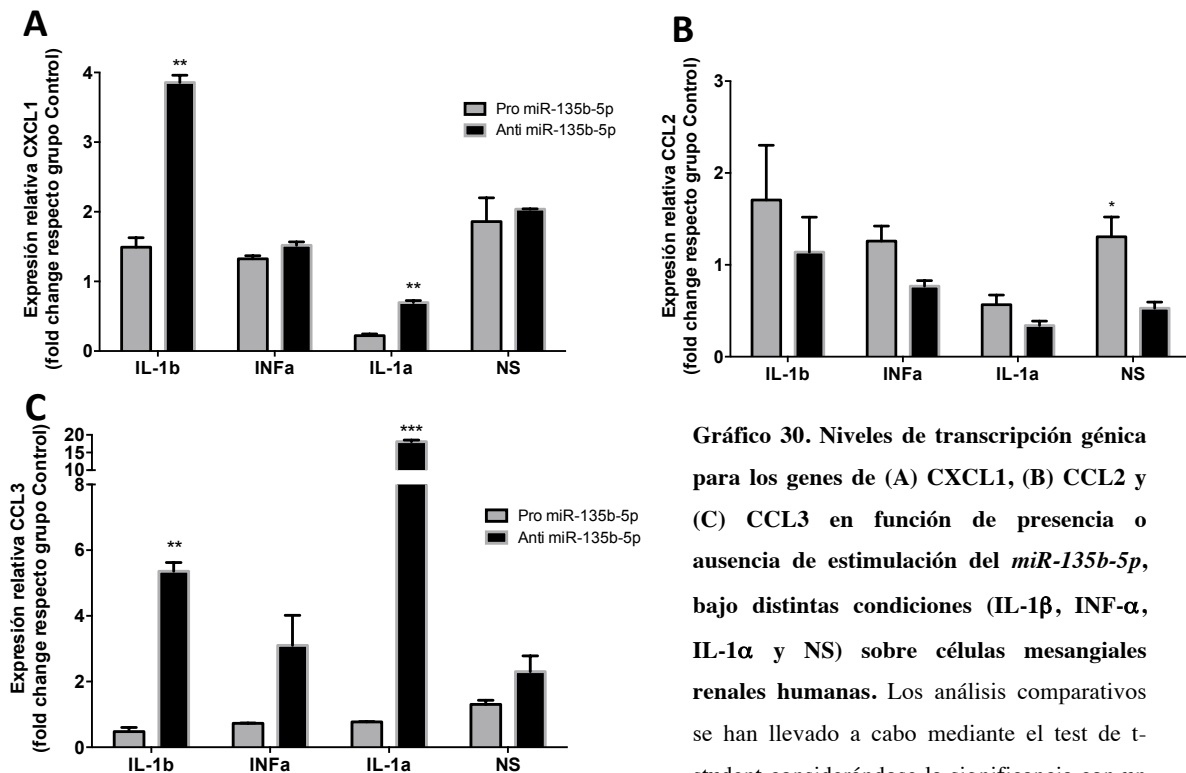 A
Expresión relativa CXCL1
(fold change respecto grupo Control)
4
3
2
1
0
**
**
Pro miR-135b-5p
Anti miR-135b-5p
IL-1b INFa IL-1a NS
B
Expresión relativa CCL2
(fold change respecto grupo Control)
3
2
1
0
*
IL-1b INFa IL-1a NS
C
Expresión relativa CCL3
(fold change respecto grupo Control)
20
15
10
8
6
4
2
0
**
***
Pro miR-135b-5p
Anti miR-135b-5p
IL-1b INFa IL-1a NS
Gráfico 30. Niveles de transcripción génica
para los genes de (A) CXCL1, (B) CCL2 y
(C) CCL3 en función de presencia o
ausencia de estimulación del miR-135b-5p,
bajo distintas condiciones (IL-1β, INF-α,
IL-1α y NS) sobre células mesangiales
renales humanas. Los análisis comparativos
se han llevado a cabo mediante el test de t-